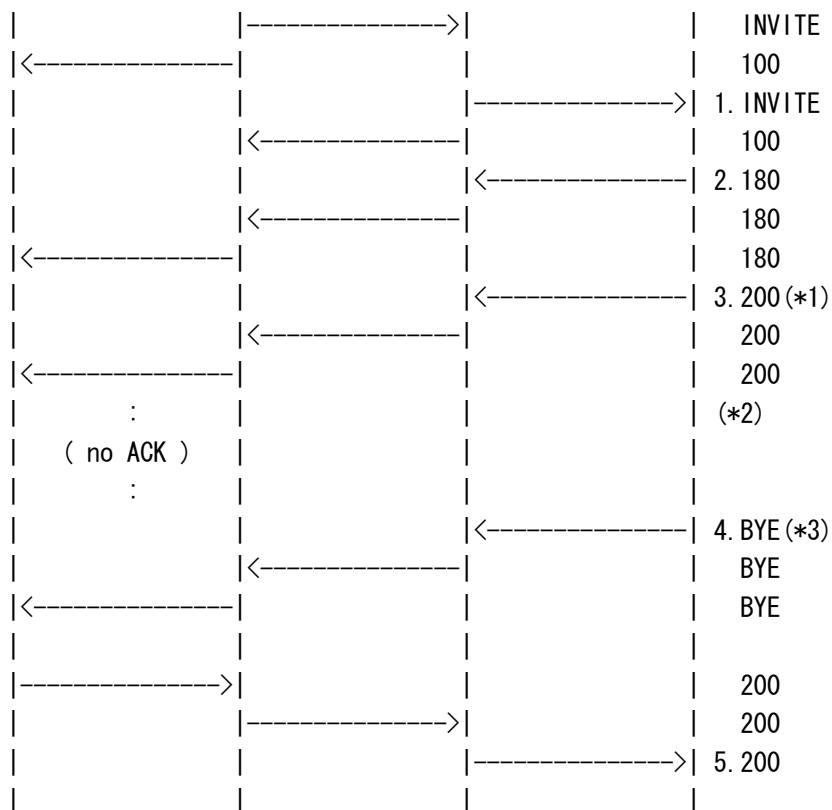 |                 |--------------->|                 |   INVITE
|<---------------|                 |                 |   100
|                 |                 |--------------->| 1.INVITE
|                 |<---------------|                 |   100
|                 |                 |<---------------| 2.180
|                 |<---------------|                 |   180
|<---------------|                 |                 |   180
|                 |                 |<---------------| 3.200(*1)
|                 |<---------------|                 |   200
|<---------------|                 |                 |   200
|        :        |                 |                 | (*2)
|   ( no ACK )   |                 |                 |
|        :        |                 |                 |
|                 |                 |<---------------| 4.BYE(*3)
|                 |<---------------|                 |   BYE
|<---------------|                 |                 |   BYE
|                 |                 |                 |
|--------------->|                 |                 |   200
|                 |--------------->|                 |   200
|                 |                 |--------------->| 5.200
|                 |                 |                 |